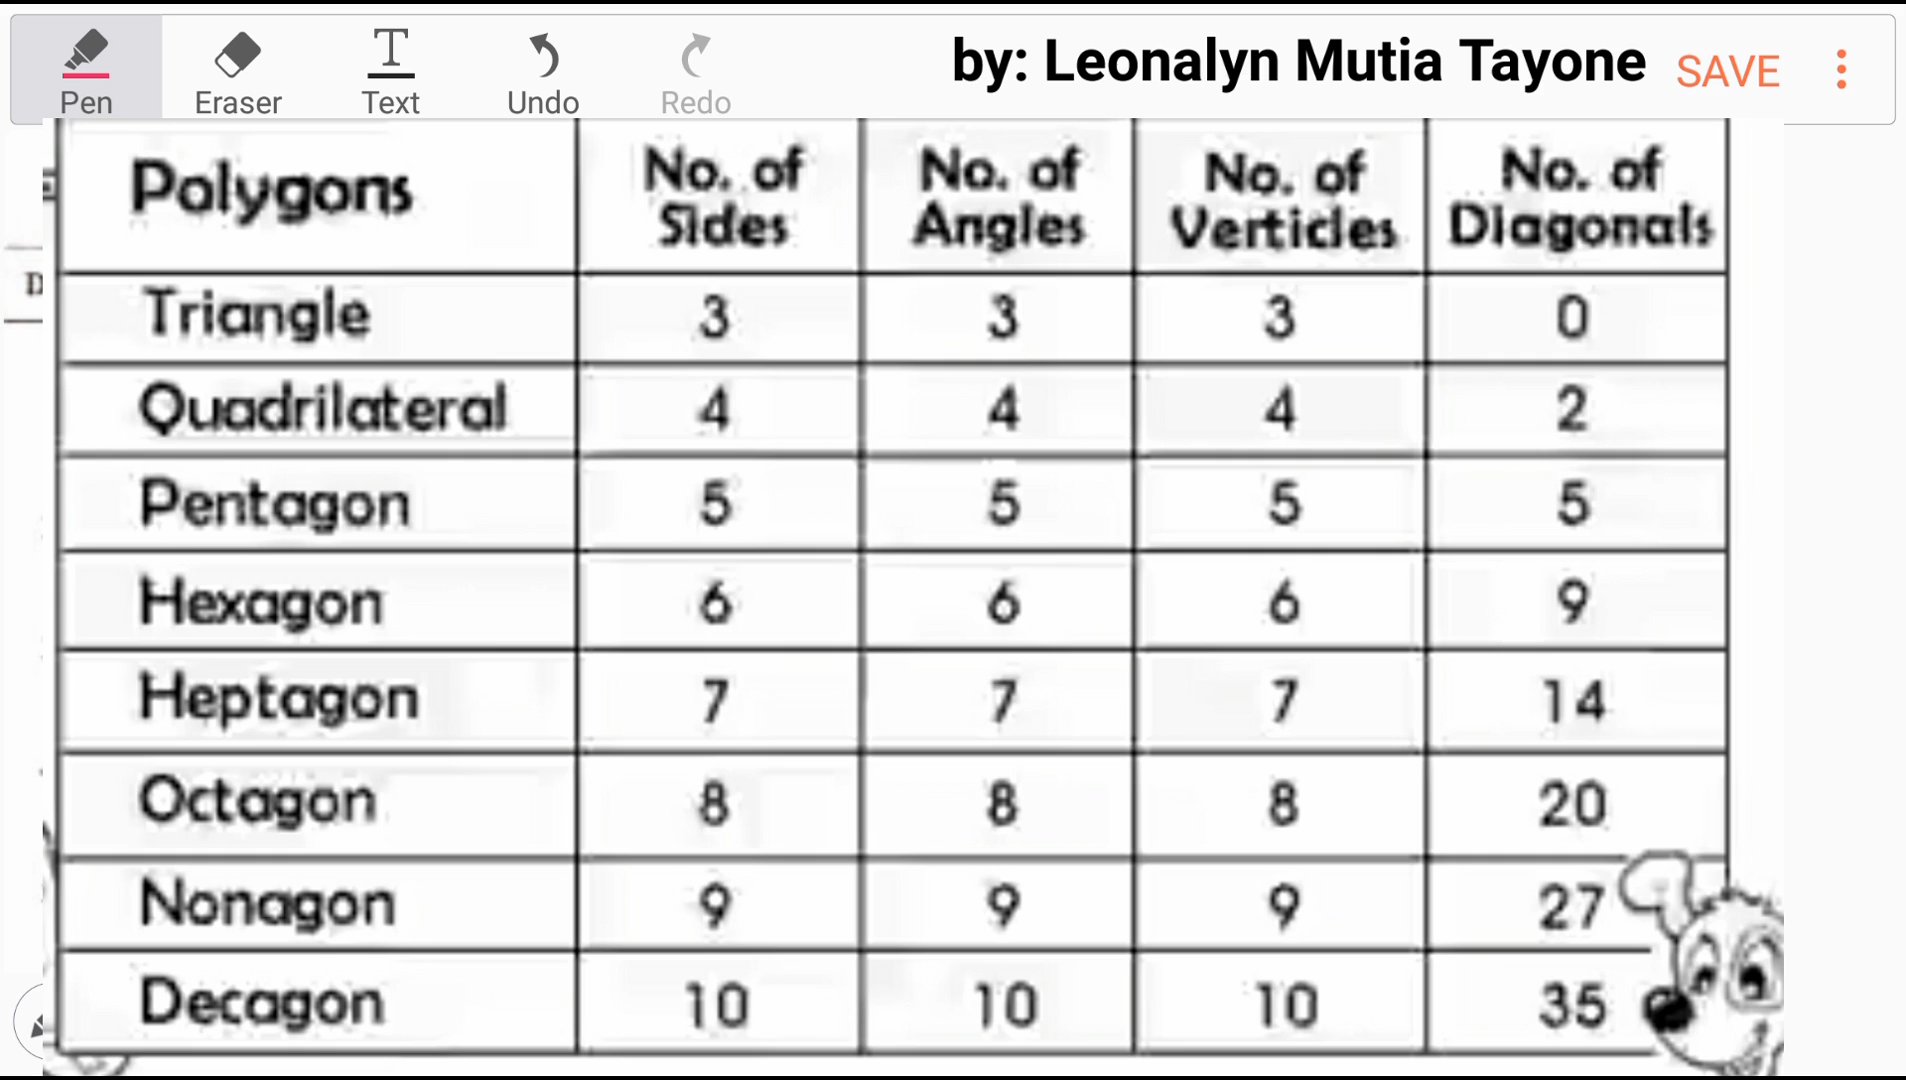 by: Leonalyn Mutia Tayone
SAVE
Pen Eraser Text Undo Redo
Polygons No. of Sides No. of Angles No. of Verticles No. of Diagonals
Triangle 3 3 3 0
Quadrilateral 4 4 4 2
Pentagon 5 5 5 5
Hexagon 6 6 6 9
Heptagon 7 7 7 14
Octagon 8 8 8 20
Nonagon 9 9 9 27
Decagon 10 10 10 35